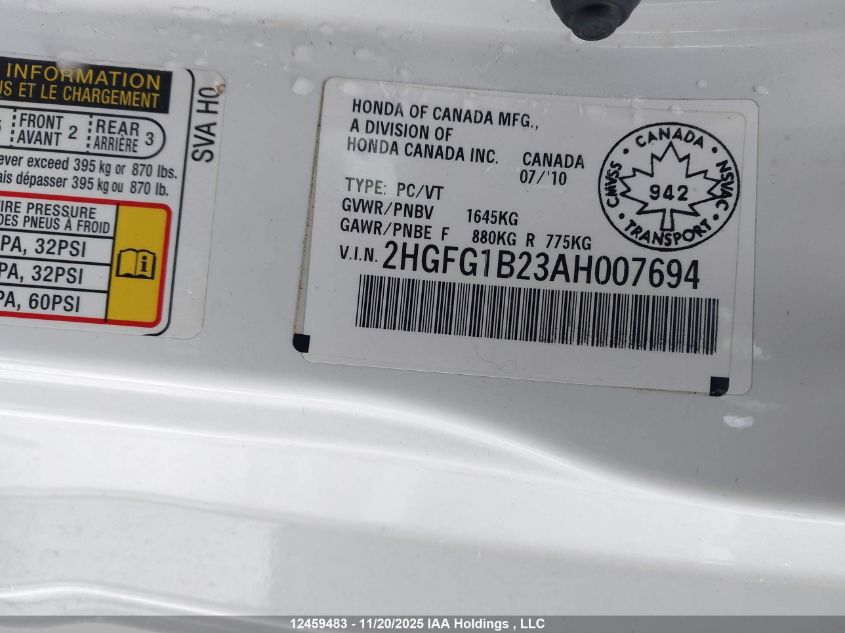 INFORMATION
US ET LE CHARGEMENT
FRONT 2 REAR 3
AVANT ARRIÈRE
ever exceed 395 kg or 870 lbs.
ais dépasser 395 kg ou 870 lb.
TIRE PRESSURE
DES PNEUS À FROID
PA, 32PSI
PA, 32PSI
PA, 60PSI
SVA H0
HONDA OF CANADA MFG.,
A DIVISION OF
HONDA CANADA INC. CANADA
07/'10
TYPE: PC/VT
GVWR/PNBV 1645KG
GAWR/PNBE F 880KG R 775KG
V.I.N. 2HGFG1B23AH007694
CANADA
CMVSS 942 NSVAC
TRANSPORT
12459483 - 11/20/2025 IAA Holdings , LLC